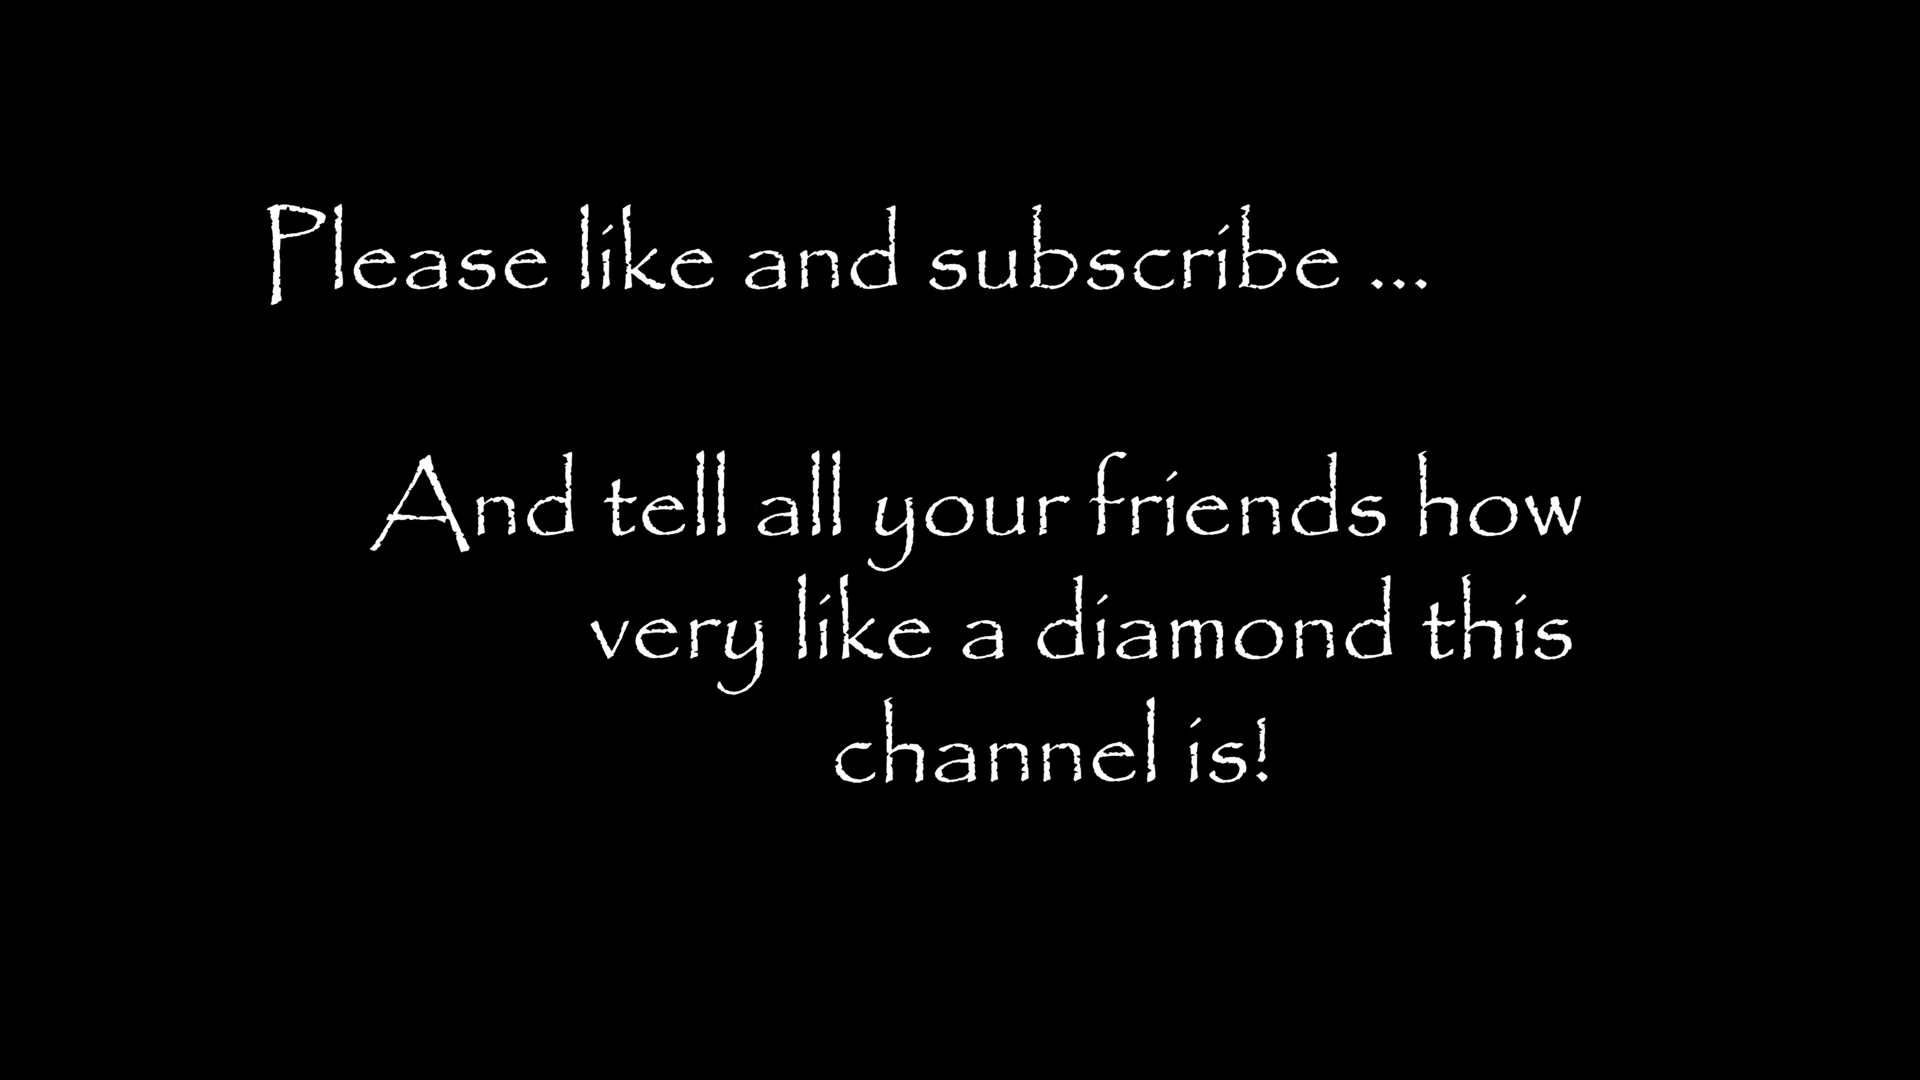 Please like and subscribe ...
And tell all your friends how
very like a diamond this
channel is!